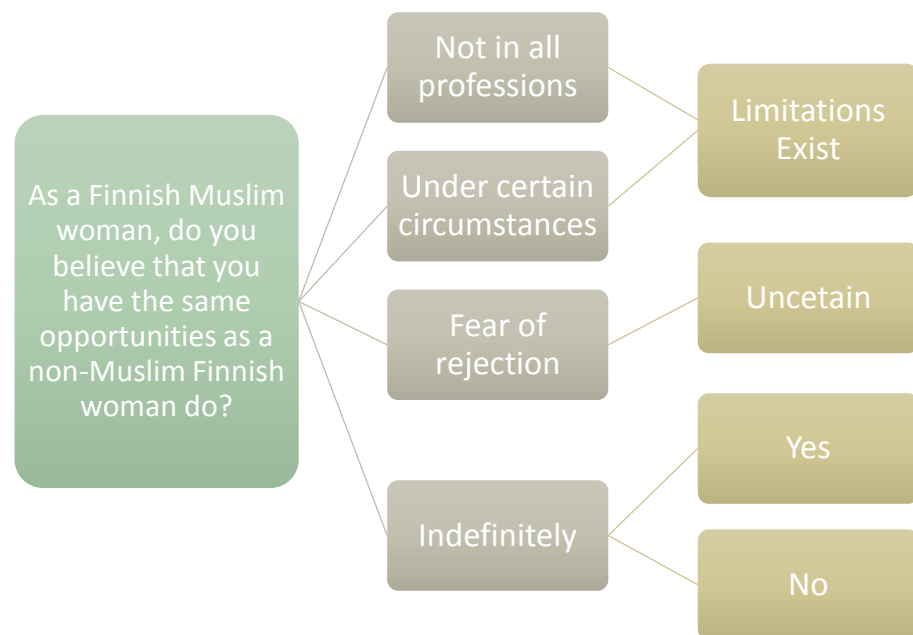 As a Finnish Muslim
woman, do you
believe that you
have the same
opportunities as a
non-Muslim Finnish
woman do?
Not in all
professions
Under certain
circumstances
Fear of
rejection
Indefinitely
Limitations
Exist
Uncetain
Yes
No